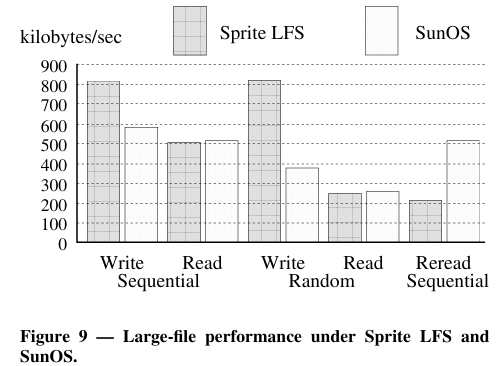 kilobytes/sec
Sprite LFS
SunOS
900
800
700
600
500
400
300
200
100
0
Write Read Write Read Reread
Sequential Random Sequential
Figure 9 — Large-file performance under Sprite LFS and
SunOS.